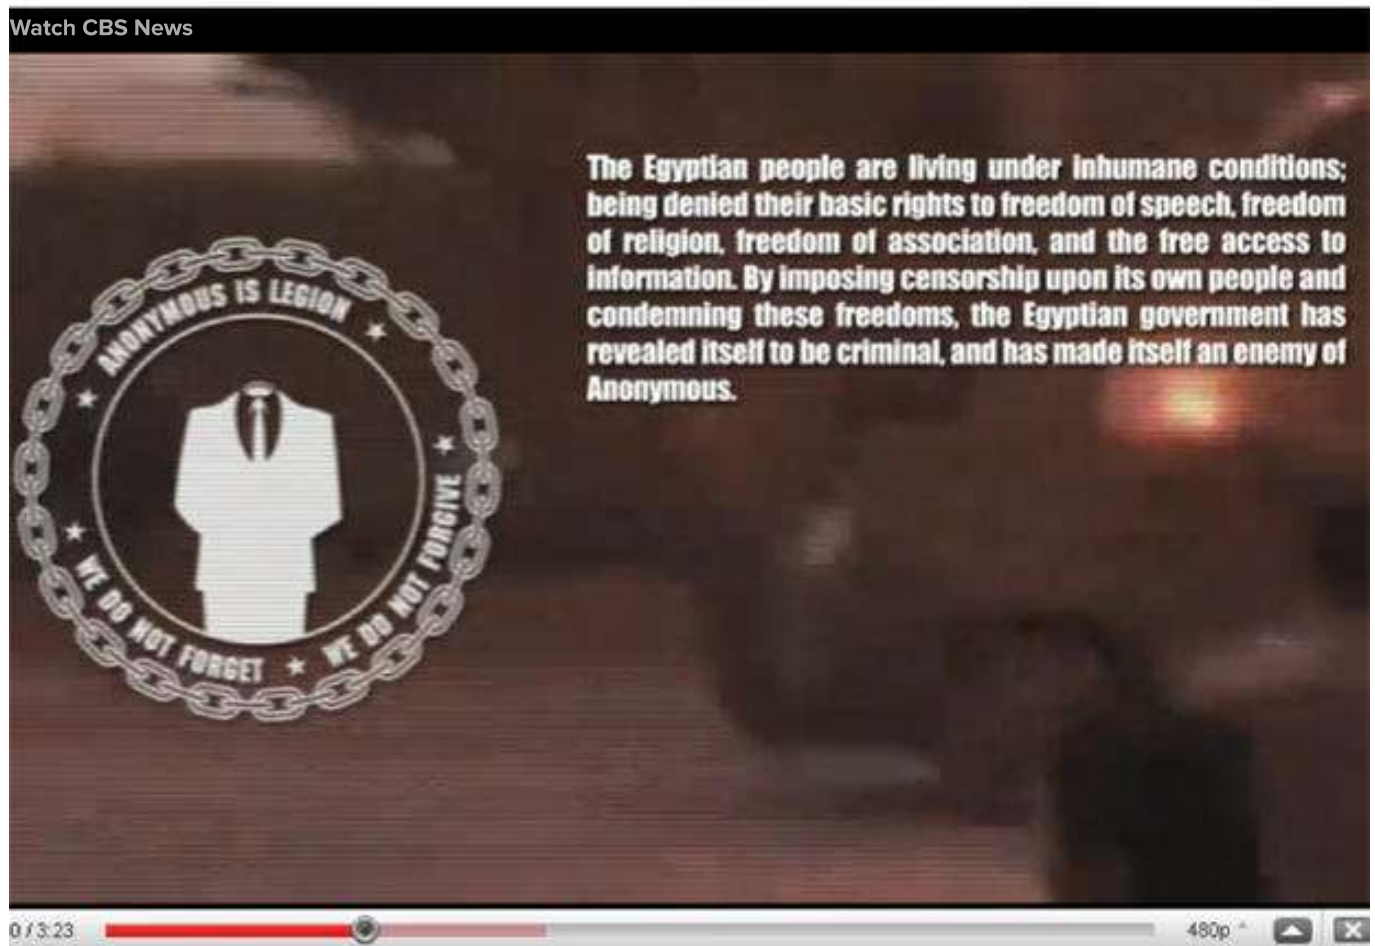 Watch CBS News
The Egyptian people are living under inhumane conditions;
being denied their basic rights to freedom of speech, freedom
of religion, freedom of association, and the free access to
information. By imposing censorship upon its own people and
condemning these freedoms, the Egyptian government has
revealed itself to be criminal, and has made itself an enemy of
Anonymous.
ANONYMOUS IS LEGION
WE DO NOT FORGIVE
WE DO NOT FORGET
0 / 3:23
480p